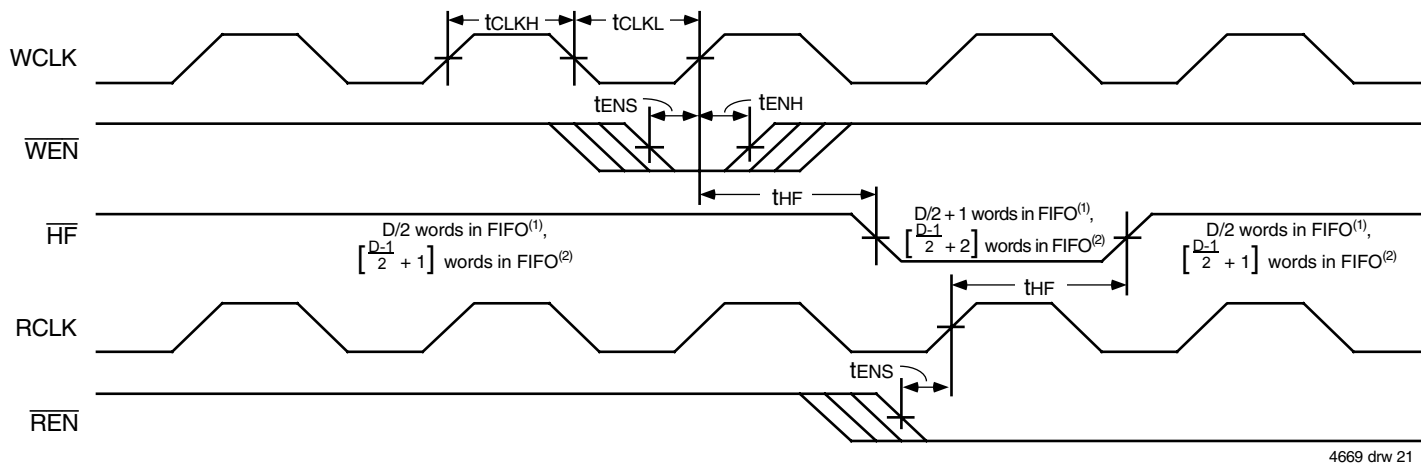 tCLKH tCLKL
WCLK
tENS tENH
WEN
tHF
HF
D/2 words in FIFO(1),
[D-1/2 + 1] words in FIFO(2)
D/2 + 1 words in FIFO(1),
[D-1/2 + 2] words in FIFO(2)
D/2 words in FIFO(1),
[D-1/2 + 1] words in FIFO(2)
tHF
RCLK
tENS
REN
4669 drw 21